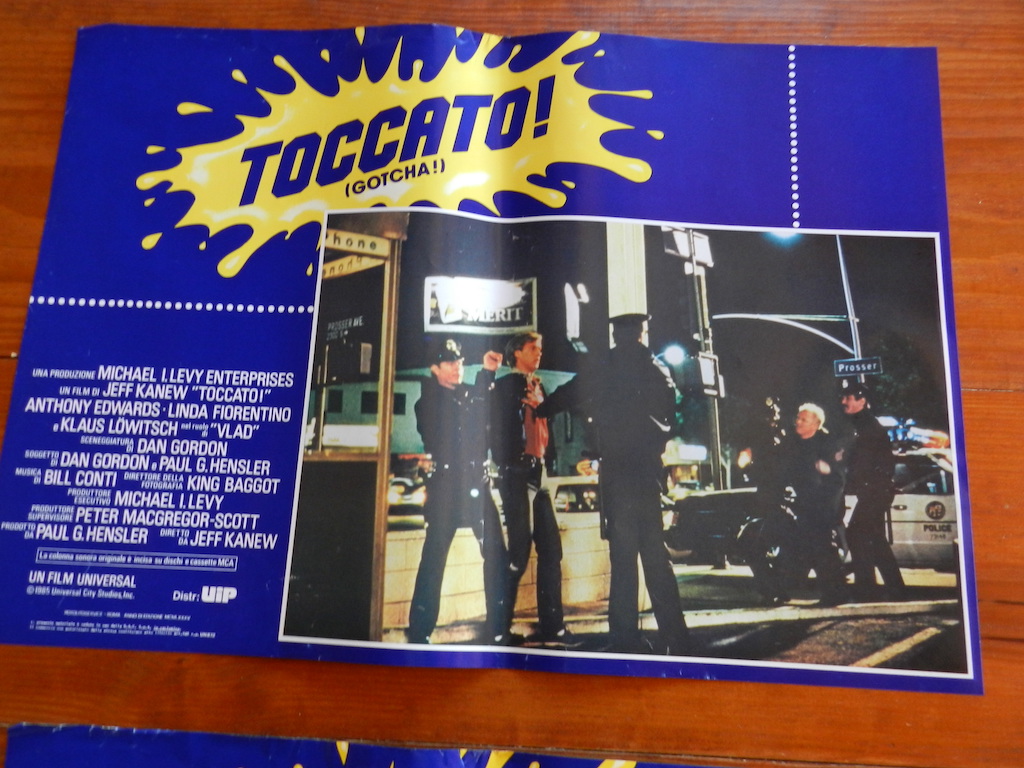 TOCCATO!
(GOTCHA!)
UNA PRODUZIONE MICHAEL I. LEVY ENTERPRISES
UN FILM DI JEFF KANEW "TOCCATO!"
ANTHONY EDWARDS · LINDA FIORENTINO
e KLAUS LÖWITSCH nel ruolo di "VLAD"
SCENEGGIATURA DI DAN GORDON
SOGGETTO DI DAN GORDON e PAUL G. HENSLER
MUSICA DI BILL CONTI DIRETTORE DELLA FOTOGRAFIA KING BAGGOT
PRODUTTORE ESECUTIVO MICHAEL I. LEVY
PRODUTTORE SUPERVISORE PETER MACGREGOR-SCOTT
PRODOTTO DA PAUL G. HENSLER DIRETTO DA JEFF KANEW
La colonna sonora originale è incisa su dischi e cassette MCA
UN FILM UNIVERSAL
©1985 Universal City Studios, Inc.
Distr: UIP
Phone
MERIT
PROSSER AVE.
Prosser
POLICE